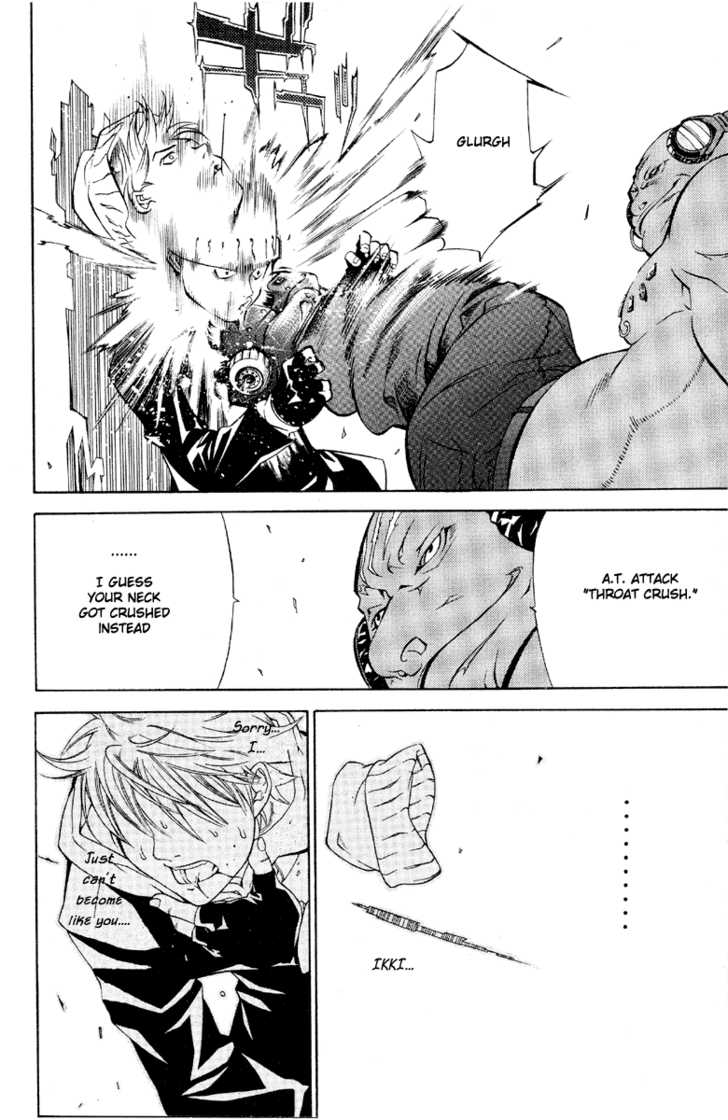 GLURGH
A.T. ATTACK
"THROAT CRUSH."
......
I GUESS
YOUR NECK
GOT CRUSHED
INSTEAD
........
IKKI...
Sorry...
I...
Just
can't
become
like you....